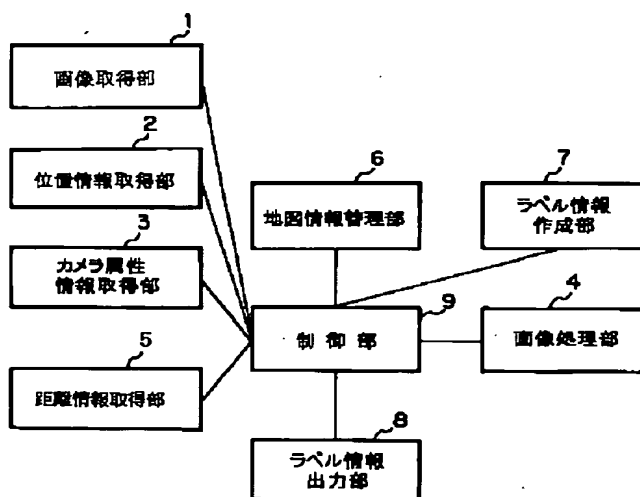 1
画像取得部
2
位置情報取得部
3
カメラ属性
情報取得部
5
距離情報取得部
6
地図情報管理部
7
ラベル情報
作成部
9
制御部
4
画像処理部
8
ラベル情報
出力部